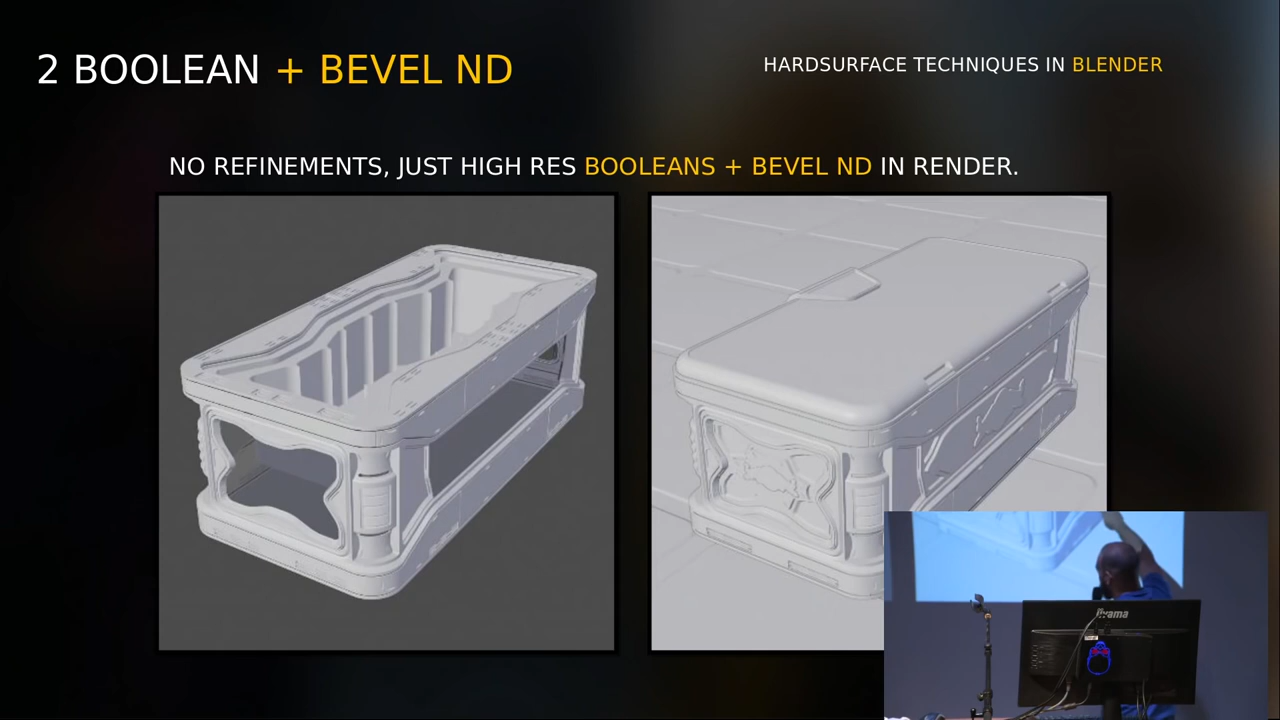 2 BOOLEAN + BEVEL ND
HARDSURFACE TECHNIQUES IN BLENDER
NO REFINEMENTS, JUST HIGH RES BOOLEANS + BEVEL ND IN RENDER.
iiyama